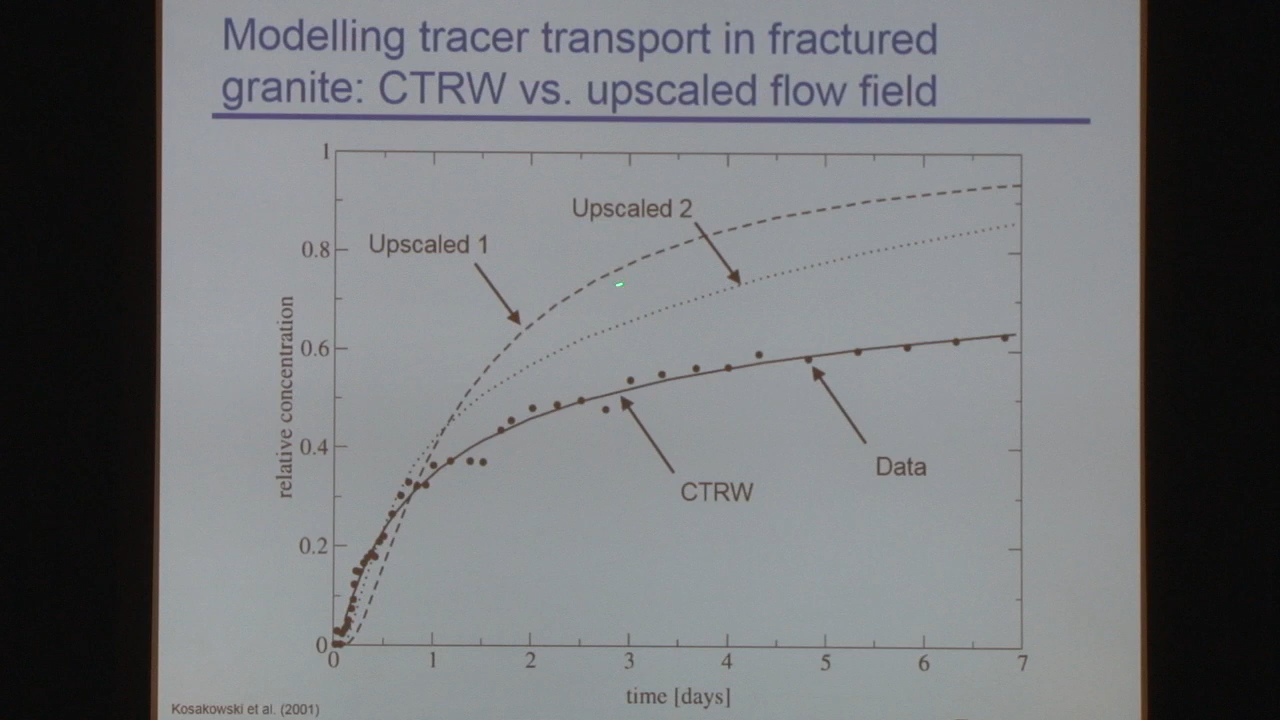 Modelling tracer transport in fractured
granite: CTRW vs. upscaled flow field
1
0.8
0.6
0.4
0.2
0
relative concentration
Upscaled 1
Upscaled 2
CTRW
Data
0 1 2 3 4 5 6 7
time [days]
Kosakowski et al. (2001)